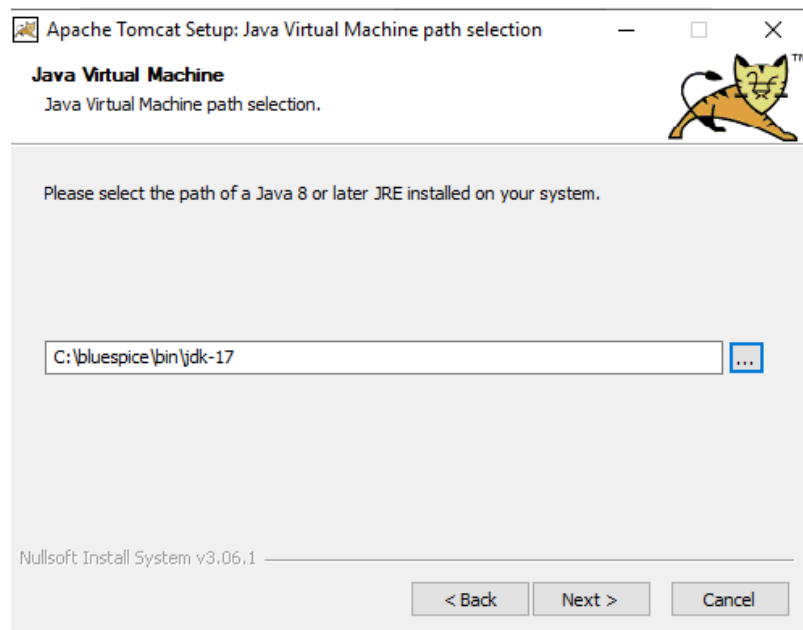 Apache Tomcat Setup: Java Virtual Machine path selection
Java Virtual Machine
Java Virtual Machine path selection.
TM
Please select the path of a Java 8 or later JRE installed on your system.
C:\bluespice\bin\jdk-17
...
Nullsoft Install System v3.06.1
< Back
Next >
Cancel